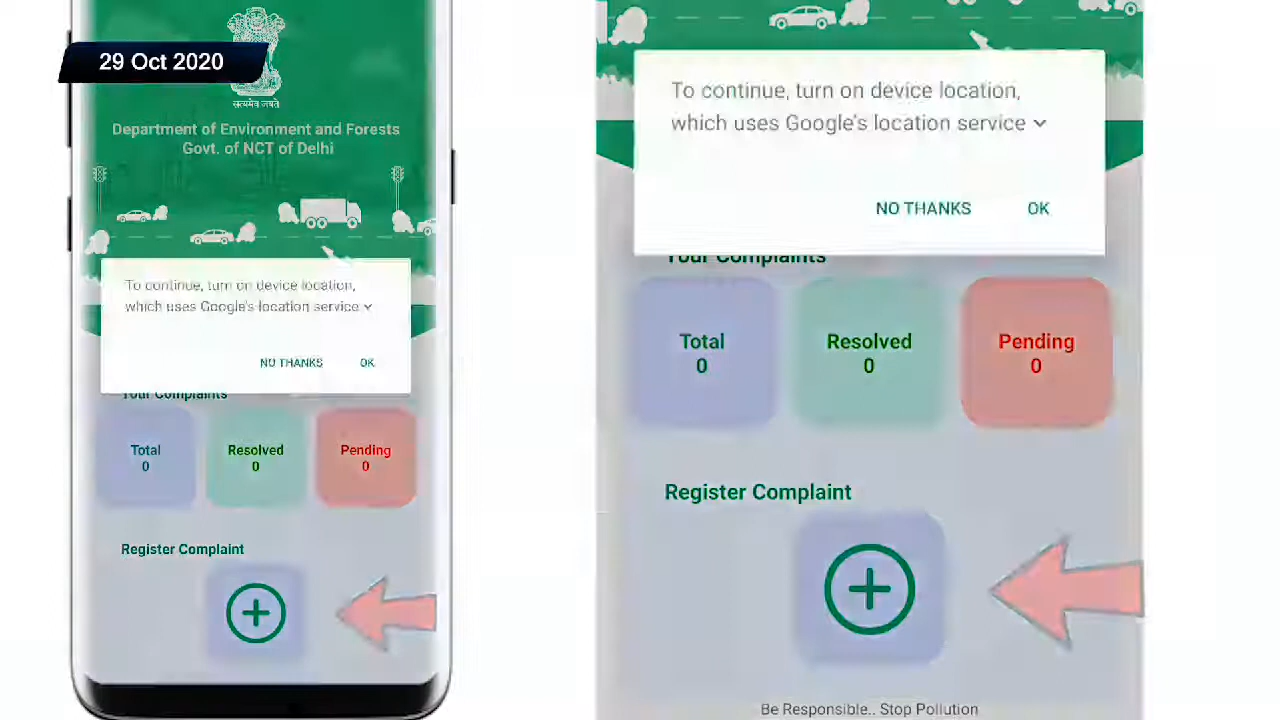 29 Oct 2020
सत्यमेव जयते
Department of Environment and Forests
Govt. of NCT of Delhi
To continue, turn on device location,
which uses Google's location service
NO THANKS OK
Your Complaints
Total
0
Resolved
0
Pending
0
Register Complaint
To continue, turn on device location,
which uses Google's location service
NO THANKS OK
Your Complaints
Total
0
Resolved
0
Pending
0
Register Complaint
Be Responsible.. Stop Pollution